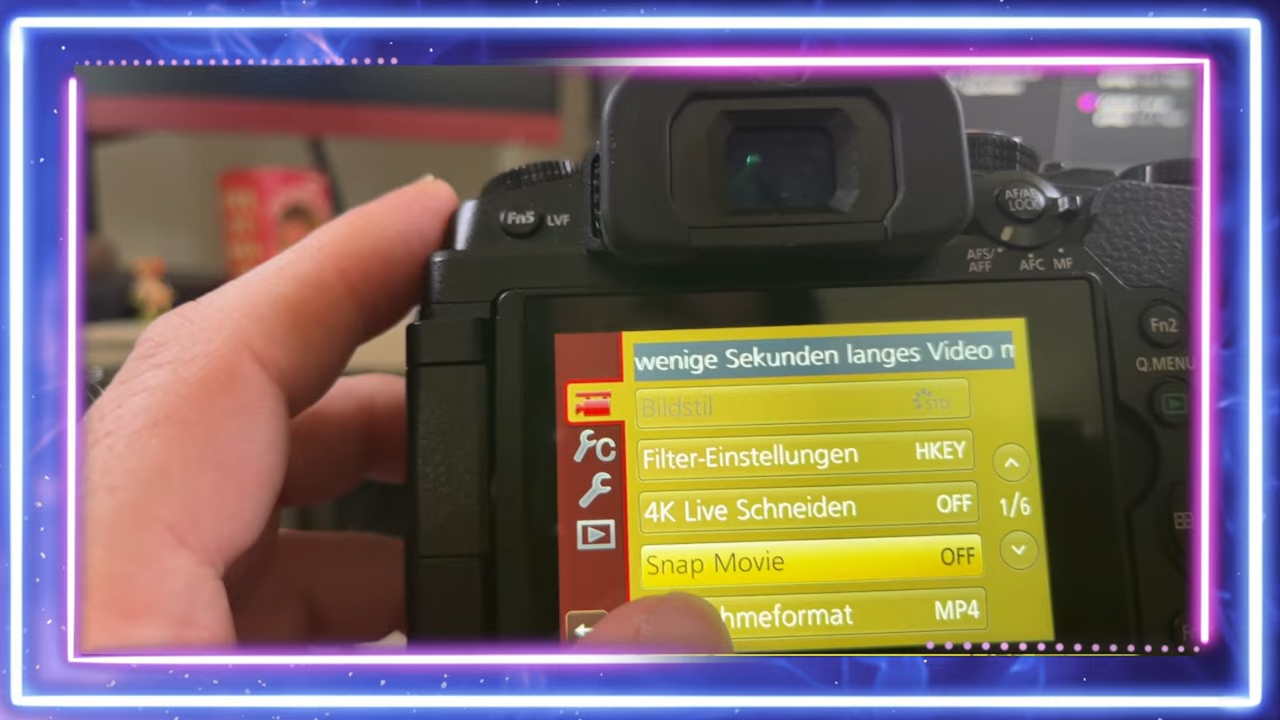 Fn5 LVF
AF/AE
LOCK
AFS/
AFF
AFC MF
Fn2
Q.MENU
wenige Sekunden langes Video
Bildstil STD.
Filter-Einstellungen HKEY
C
4K Live Schneiden OFF
1/6
Snap Movie OFF
hmeformat MP4